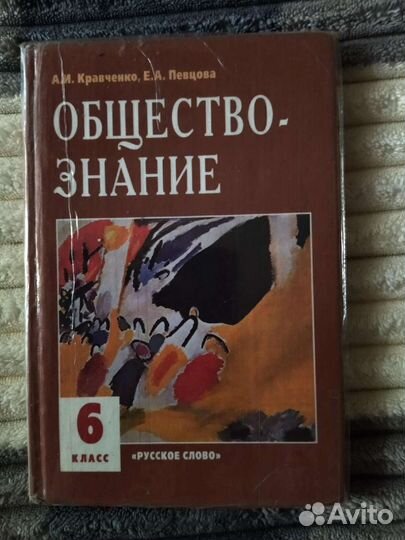 А.И. Кравченко, Е.А. Певцова
ОБЩЕСТВО-
ЗНАНИЕ
6
КЛАСС
«РУССКОЕ СЛОВО»
Avito